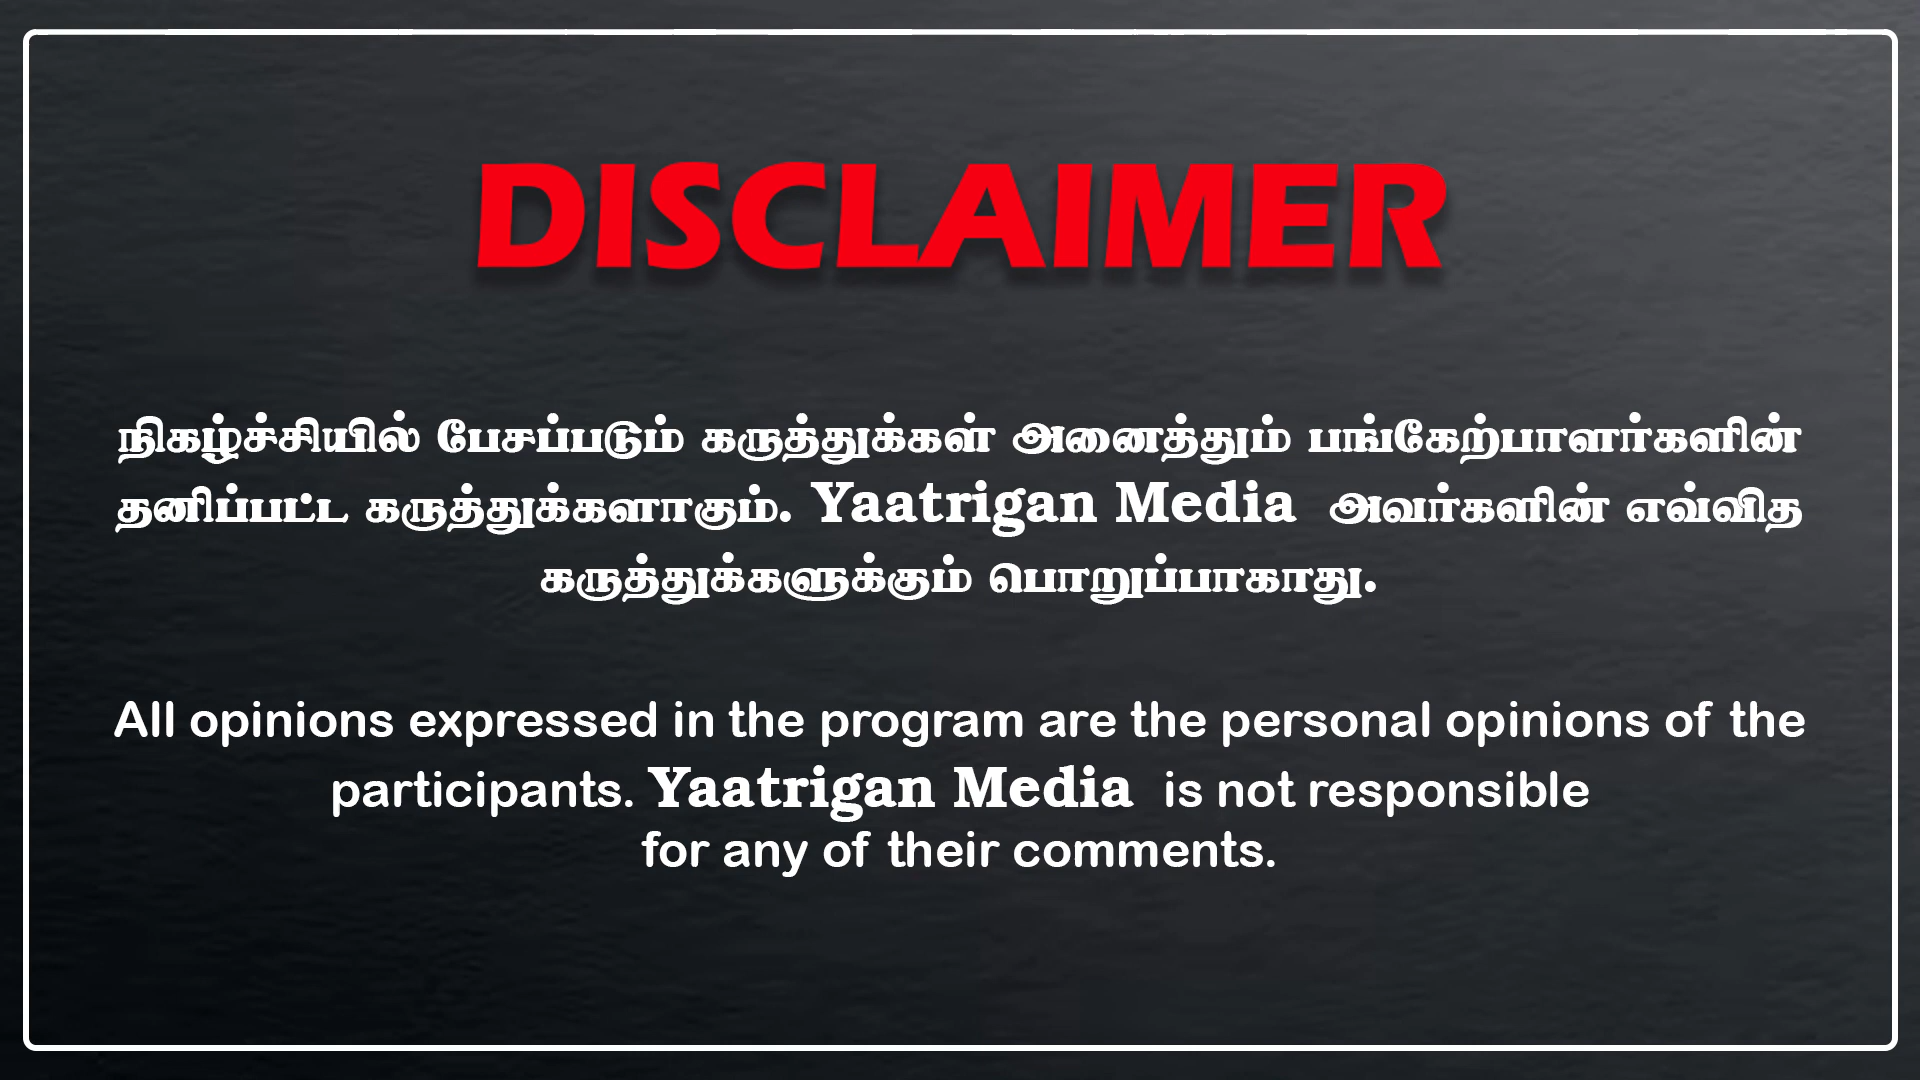 DISCLAIMER
நிகழ்ச்சியில் பேசப்படும் கருத்துக்கள் அனைத்தும் பங்கேற்பாளர்களின்
தனிப்பட்ட கருத்துக்களாகும். Yaatrigan Media அவர்களின் எவ்வித
கருத்துக்களுக்கும் பொறுப்பாகாது.
All opinions expressed in the program are the personal opinions of the
participants. Yaatrigan Media is not responsible
for any of their comments.